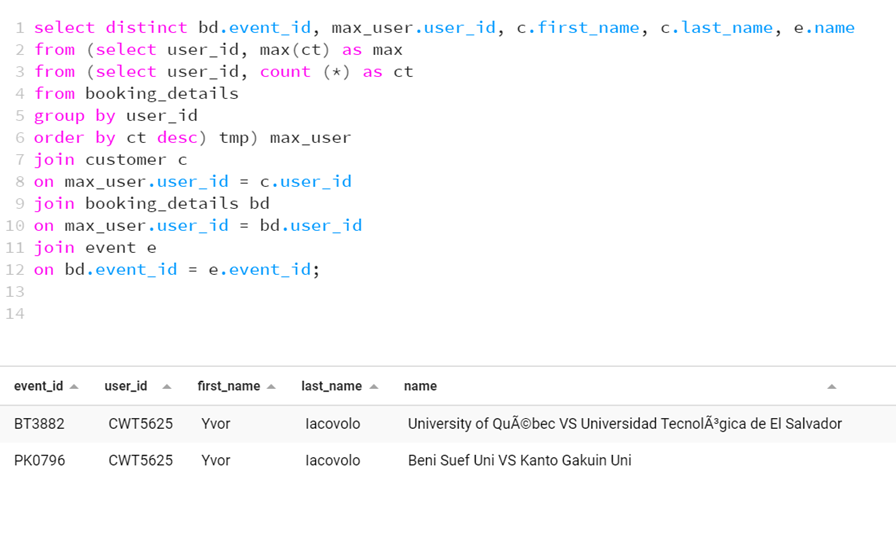 1 select distinct bd.event_id, max_user.user_id, c.first_name, c.last_name, e.name
2 from (select user_id, max(ct) as max
3 from (select user_id, count (*) as ct
4 from booking_details
5 group by user_id
6 order by ct desc) tmp) max_user
7 join customer c
8 on max_user.user_id = c.user_id
9 join booking_details bd
10 on max_user.user_id = bd.user_id
11 join event e
12 on bd.event_id = e.event_id;
13
14
event_id user_id first_name last_name name
BT3882 CWT5625 Yvor Iacovolo University of QuÃ©bec VS Universidad TecnolÃ³gica de El Salvador
PK0796 CWT5625 Yvor Iacovolo Beni Suef Uni VS Kanto Gakuin Uni